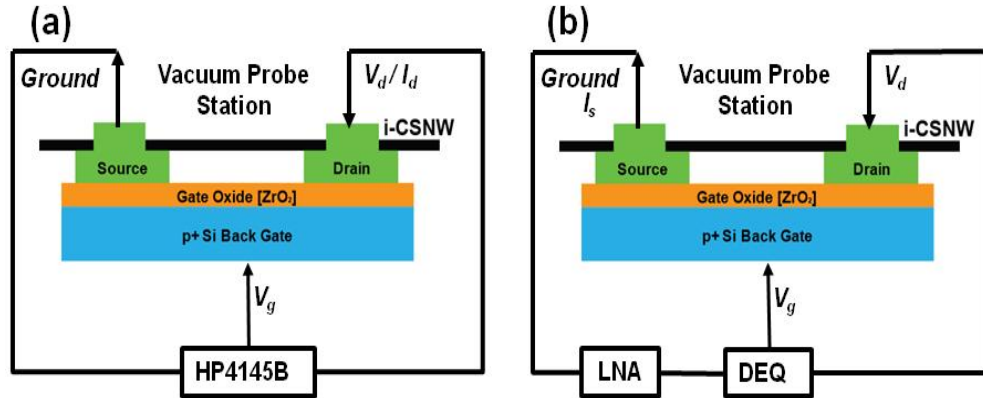 (a)
Ground
Vacuum Probe
Station
V_d / I_d
i-CSNW
Source
Drain
Gate Oxide [ZrO₂]
p+ Si Back Gate
V_g
HP4145B
(b)
Ground
I_s
Vacuum Probe
Station
V_d
i-CSNW
Source
Drain
Gate Oxide [ZrO₂]
p+ Si Back Gate
V_g
LNA
DEQ